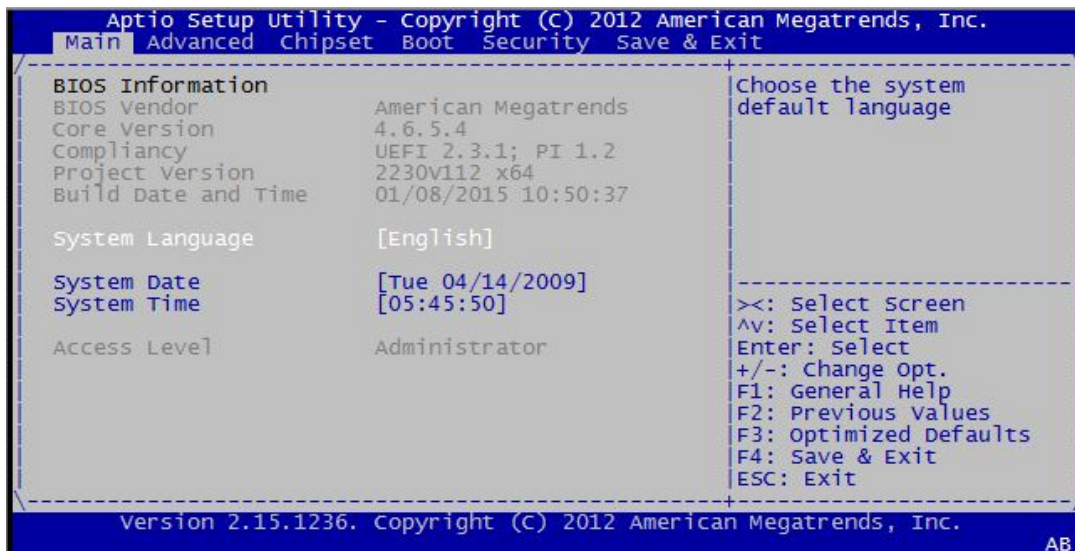 Aptio Setup Utility - Copyright (C) 2012 American Megatrends, Inc.
Main Advanced Chipset Boot Security Save & Exit
BIOS Information
BIOS Vendor American Megatrends
Core Version 4.6.5.4
Compliancy UEFI 2.3.1; PI 1.2
Project Version 2230V112 x64
Build Date and Time 01/08/2015 10:50:37
System Language [English]
System Date [Tue 04/14/2009]
System Time [05:45:50]
Access Level Administrator
Choose the system
default language
><: Select Screen
^v: Select Item
Enter: Select
+/-: Change Opt.
F1: General Help
F2: Previous Values
F3: Optimized Defaults
F4: Save & Exit
ESC: Exit
Version 2.15.1236. Copyright (C) 2012 American Megatrends, Inc.
AB